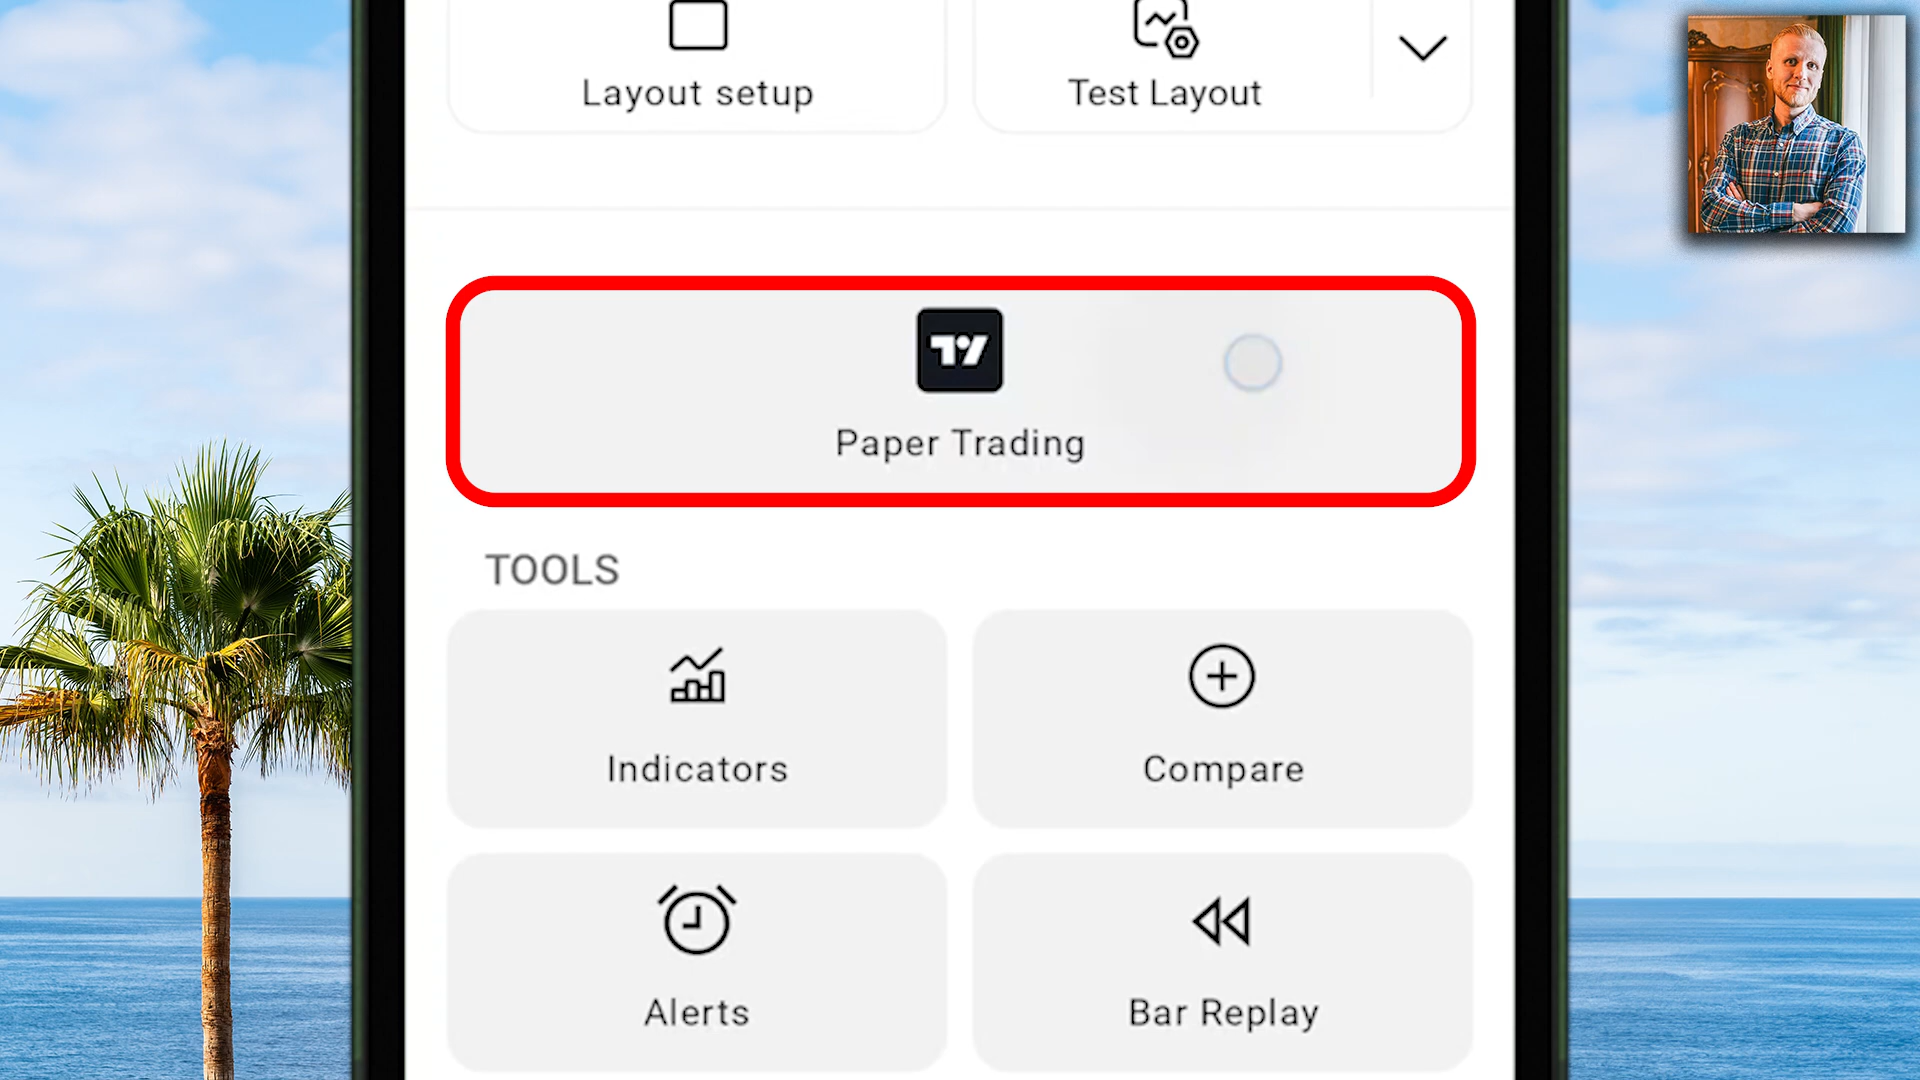 Layout setup
Test Layout
Paper Trading
TOOLS
Indicators
Compare
Alerts
Bar Replay